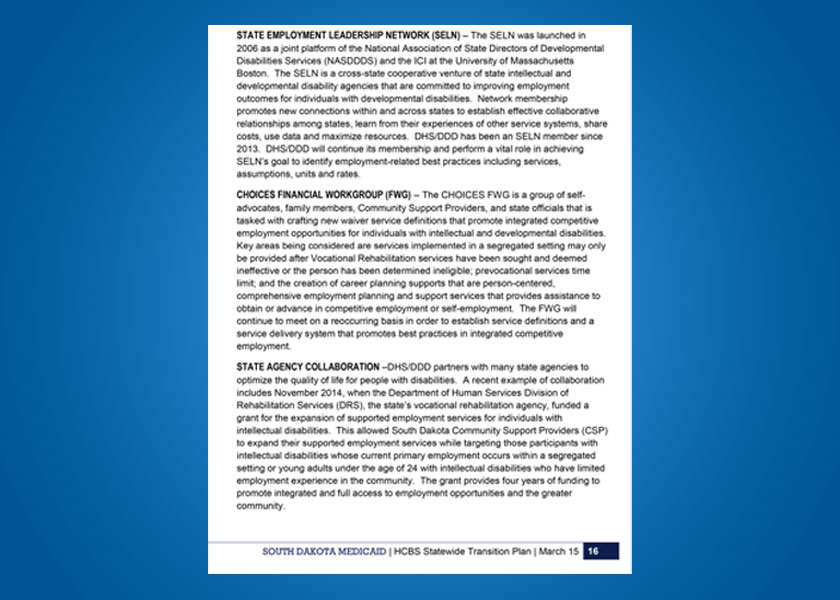 STATE EMPLOYMENT LEADERSHIP NETWORK (SELN) – The SELN was launched in
2006 as a joint platform of the National Association of State Directors of Developmental
Disabilities Services (NASDDDS) and the ICI at the University of Massachusetts
Boston. The SELN is a cross-state cooperative venture of state intellectual and
developmental disability agencies that are committed to improving employment
outcomes for individuals with developmental disabilities. Network membership
promotes new connections within and across states to establish effective collaborative
relationships among states, learn from their experiences of other service systems, share
costs, use data and maximize resources. DHS/DDD has been an SELN member since
2013. DHS/DDD will continue its membership and perform a vital role in achieving
SELN's goal to identify employment-related best practices including services,
assumptions, units and rates.
CHOICES FINANCIAL WORKGROUP (FWG) – The CHOICES FWG is a group of self-
advocates, family members, Community Support Providers, and state officials that is
tasked with crafting new waiver service definitions that promote integrated competitive
employment opportunities for individuals with intellectual and developmental disabilities.
Key areas being considered are services implemented in a segregated setting may only
be provided after Vocational Rehabilitation services have been sought and deemed
ineffective or the person has been determined ineligible; prevocational services time
limit; and the creation of career planning supports that are person-centered,
comprehensive employment planning and support services that provides assistance to
obtain or advance in competitive employment or self-employment. The FWG will
continue to meet on a reoccurring basis in order to establish service definitions and a
service delivery system that promotes best practices in integrated competitive
employment.
STATE AGENCY COLLABORATION –DHS/DDD partners with many state agencies to
optimize the quality of life for people with disabilities. A recent example of collaboration
includes November 2014, when the Department of Human Services Division of
Rehabilitation Services (DRS), the state's vocational rehabilitation agency, funded a
grant for the expansion of supported employment services for individuals with
intellectual disabilities. This allowed South Dakota Community Support Providers (CSP)
to expand their supported employment services while targeting those participants with
intellectual disabilities whose current primary employment occurs within a segregated
setting or young adults under the age of 24 with intellectual disabilities who have limited
employment experience in the community. The grant provides four years of funding to
promote integrated and full access to employment opportunities and the greater
community.
SOUTH DAKOTA MEDICAID | HCBS Statewide Transition Plan | March 15 16